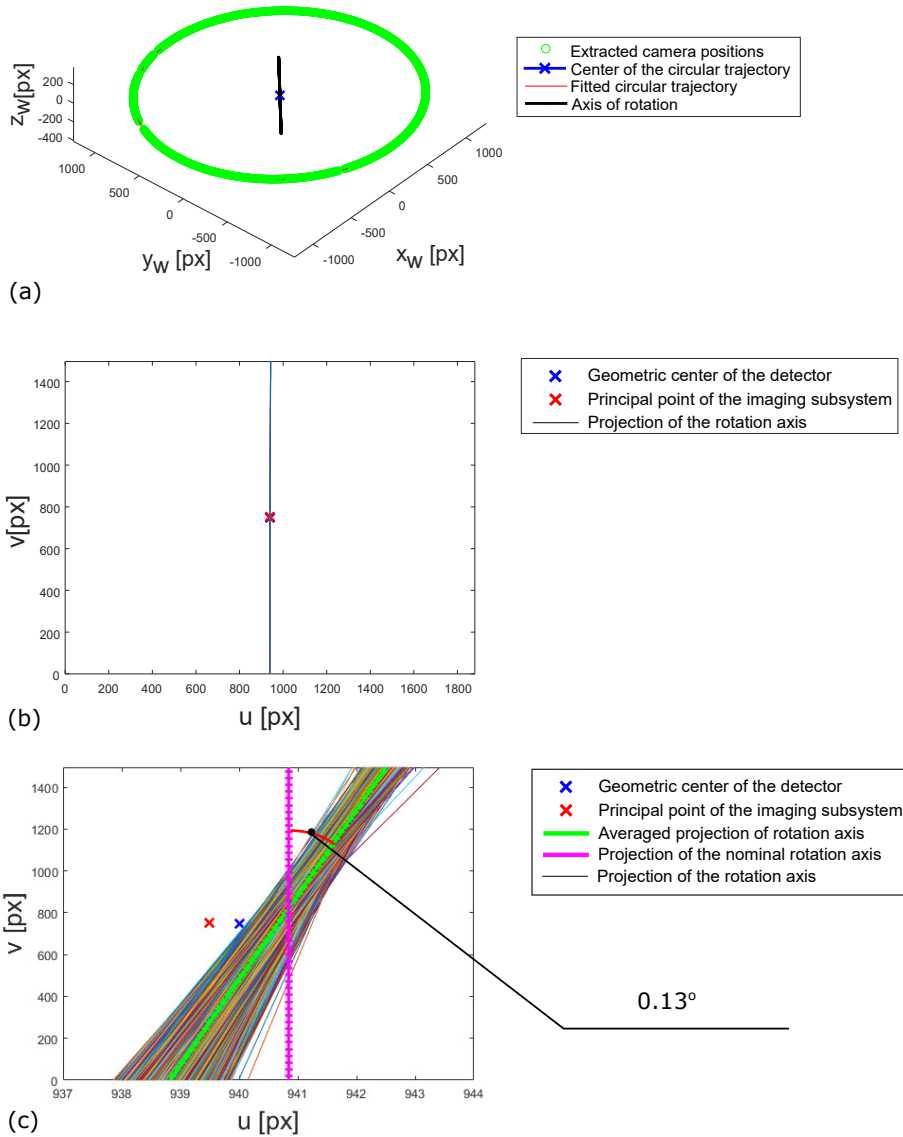 z_W[px]
200
0
-200
-400
1000
500
0
-500
-1000
y_W [px]
-1000
-500
0
500
1000
x_W [px]
Extracted camera positions
Center of the circular trajectory
Fitted circular trajectory
Axis of rotation
(a)
1400
1200
1000
800
600
400
200
0
v[px]
0 200 400 600 800 1000 1200 1400 1600 1800
u [px]
Geometric center of the detector
Principal point of the imaging subsystem
Projection of the rotation axis
(b)
1400
1200
1000
800
600
400
200
0
v [px]
937 938 939 940 941 942 943 944
u [px]
Geometric center of the detector
Principal point of the imaging subsystem
Averaged projection of rotation axis
Projection of the nominal rotation axis
Projection of the rotation axis
0.13°
(c)